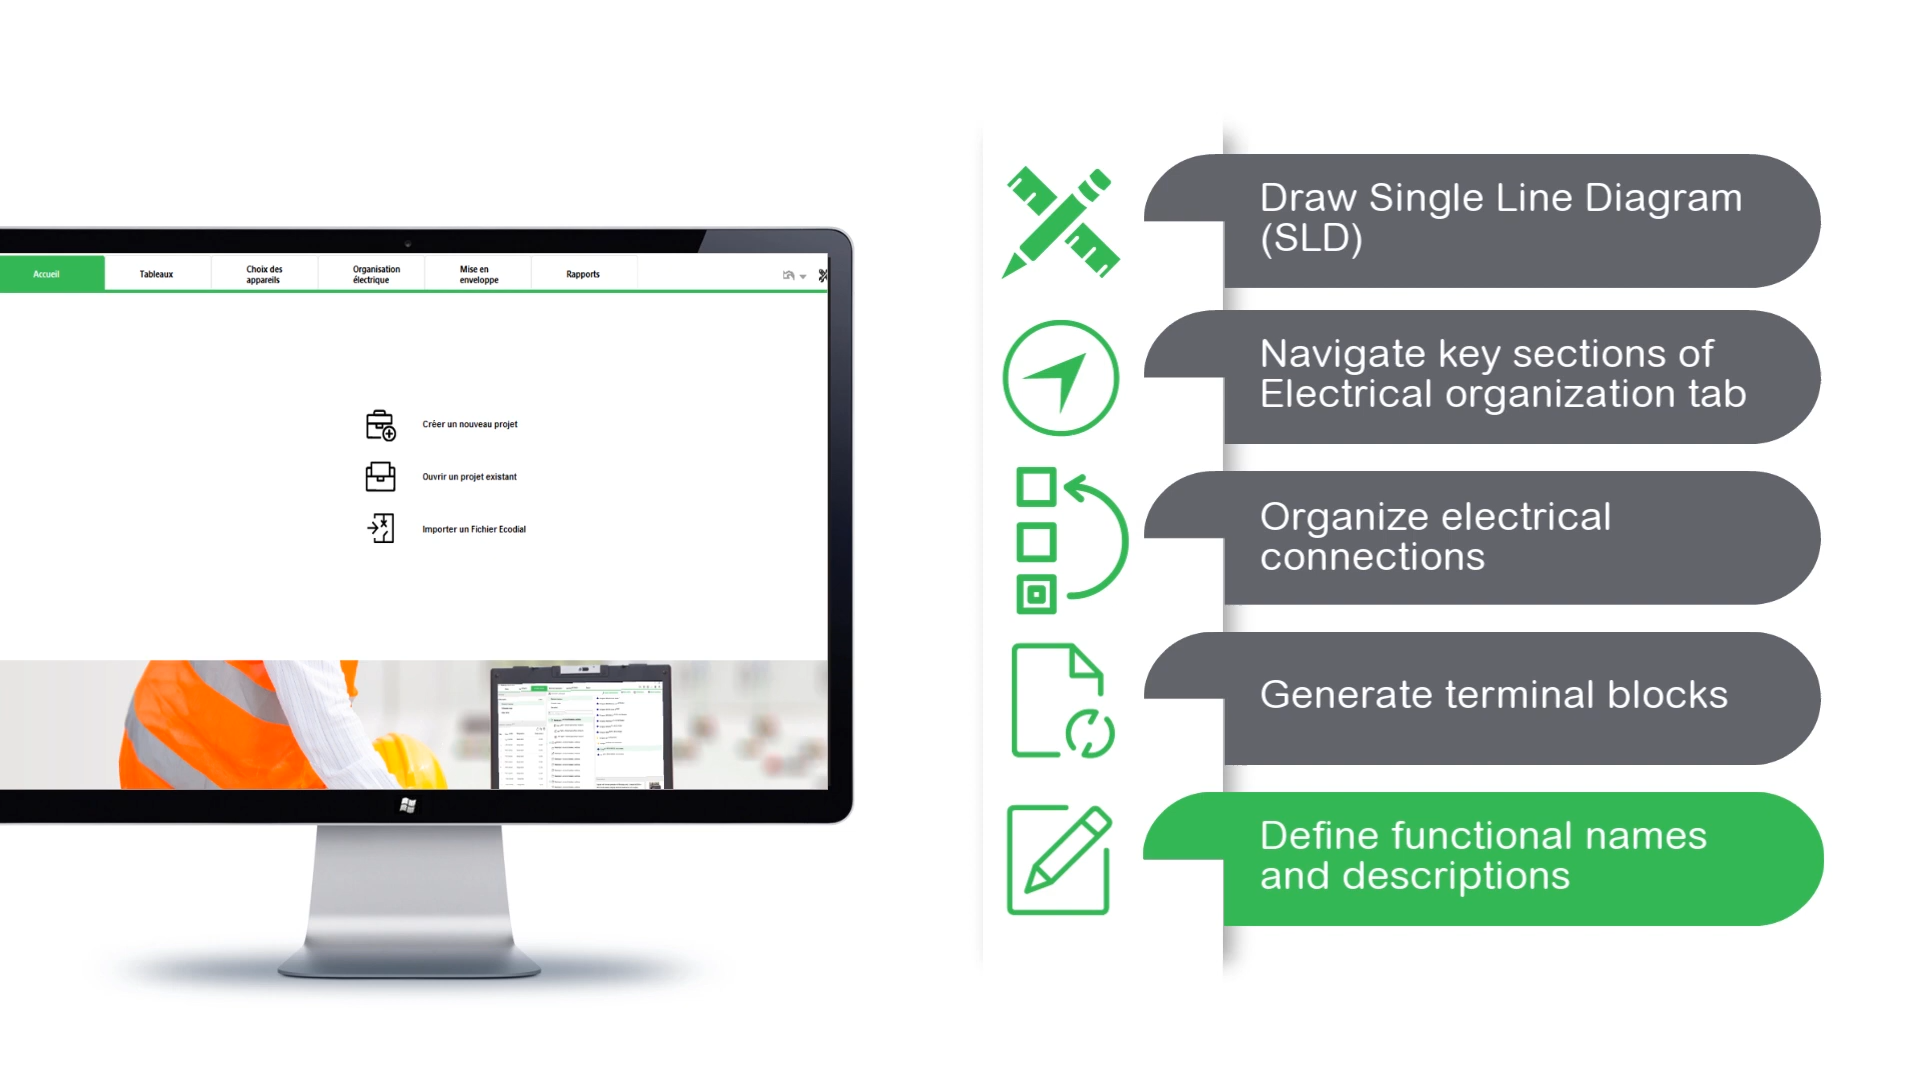 Accueil
Tableaux
Choix des
appareils
Organisation
électrique
Mise en
enveloppe
Rapports
Créer un nouveau projet
Ouvrir un projet existant
Importer un Fichier Ecodial
Draw Single Line Diagram
(SLD)
Navigate key sections of
Electrical organization tab
Organize electrical
connections
Generate terminal blocks
Define functional names
and descriptions